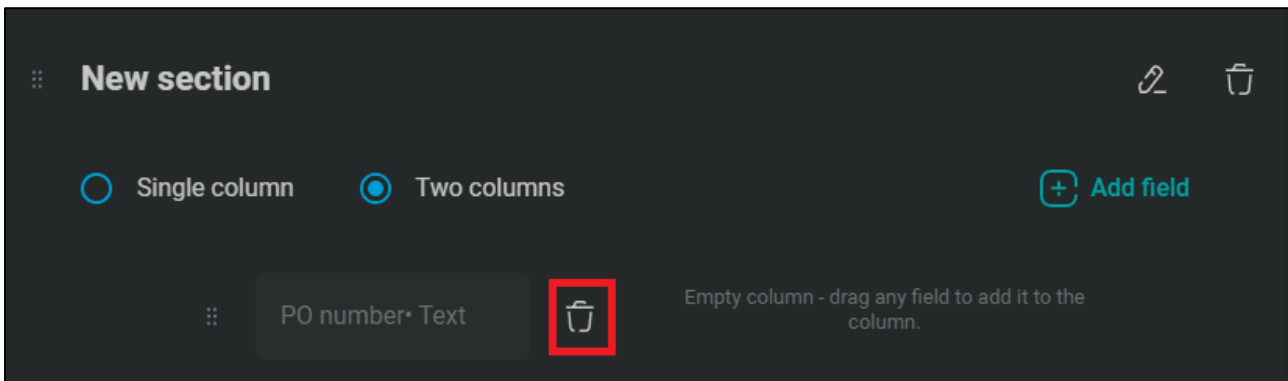 New section
Single column
Two columns
Add field
PO number• Text
Empty column - drag any field to add it to the
column.